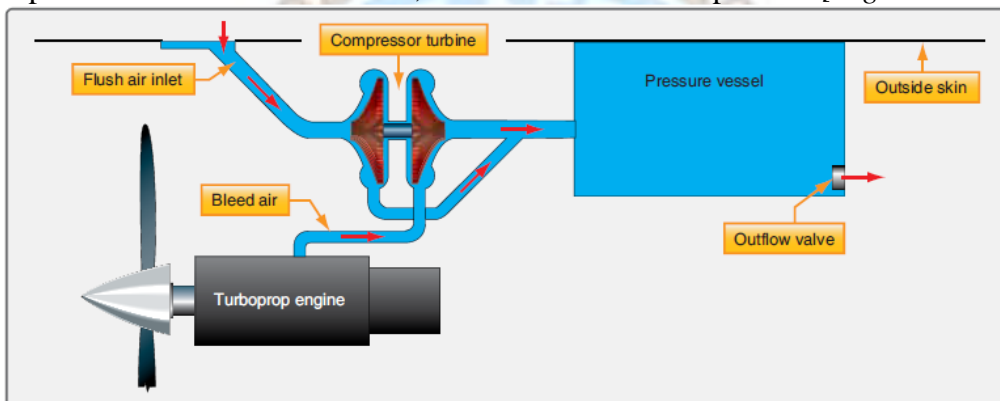 Compressor turbine
Flush air inlet
Pressure vessel
Outside skin
Bleed air
Outflow valve
Turboprop engine